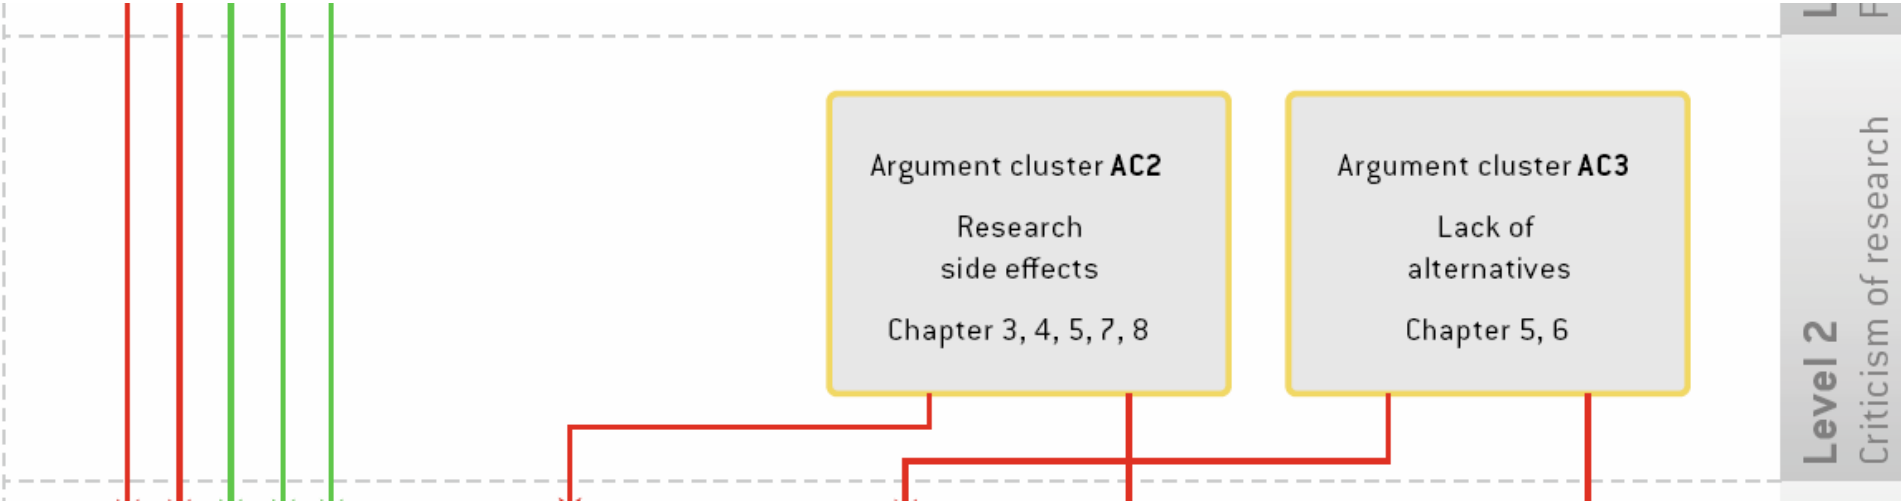 Argument cluster AC2
Research
side effects
Chapter 3, 4, 5, 7, 8
Argument cluster AC3
Lack of
alternatives
Chapter 5, 6
Level 2
Criticism of research